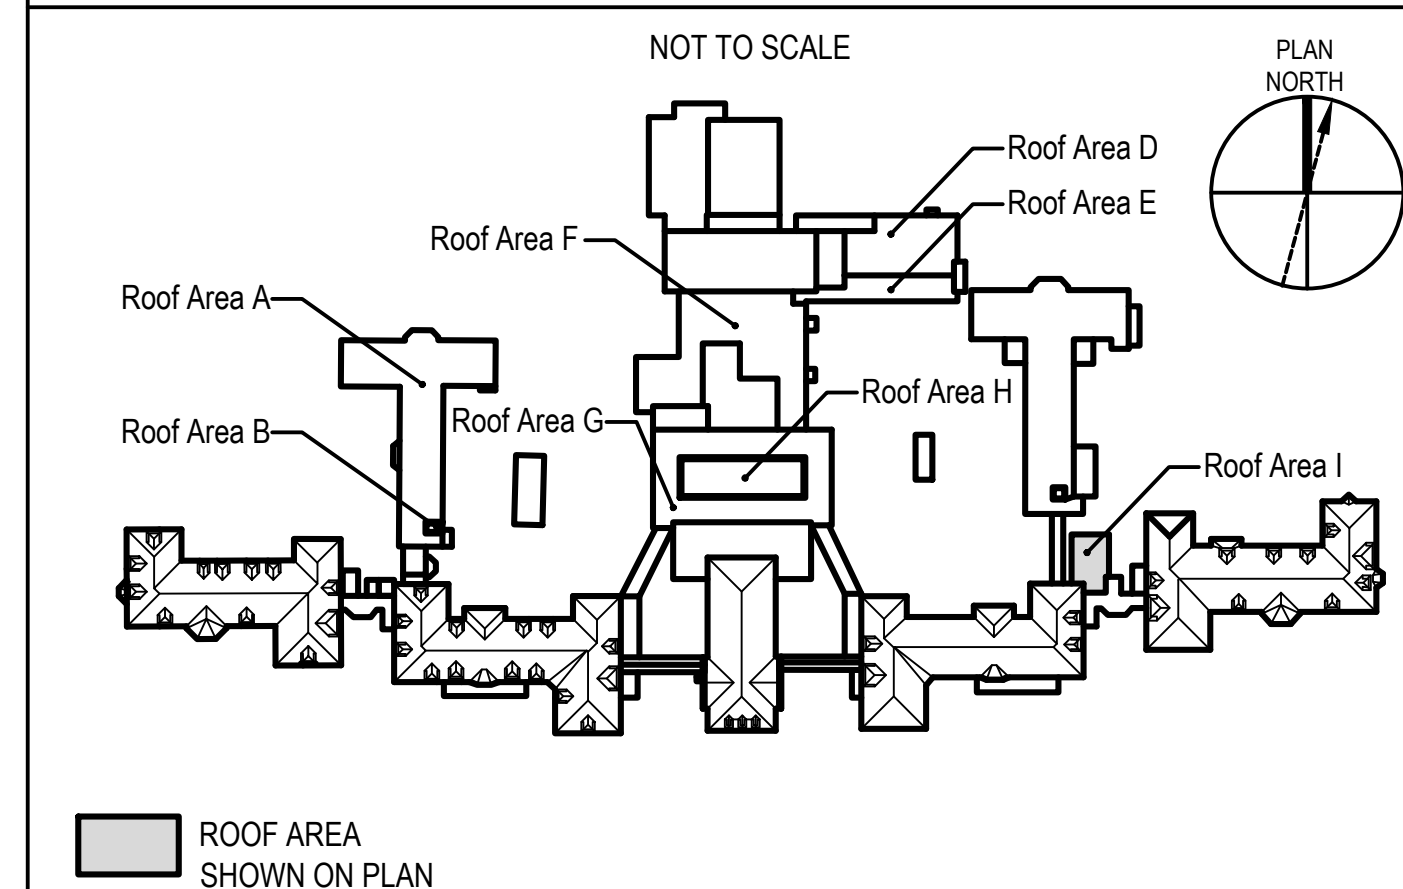 NOT TO SCALE
PLAN
NORTH
Roof Area D
Roof Area E
Roof Area F
Roof Area A
Roof Area H
Roof Area G
Roof Area B
Roof Area I
ROOF AREA
SHOWN ON PLAN